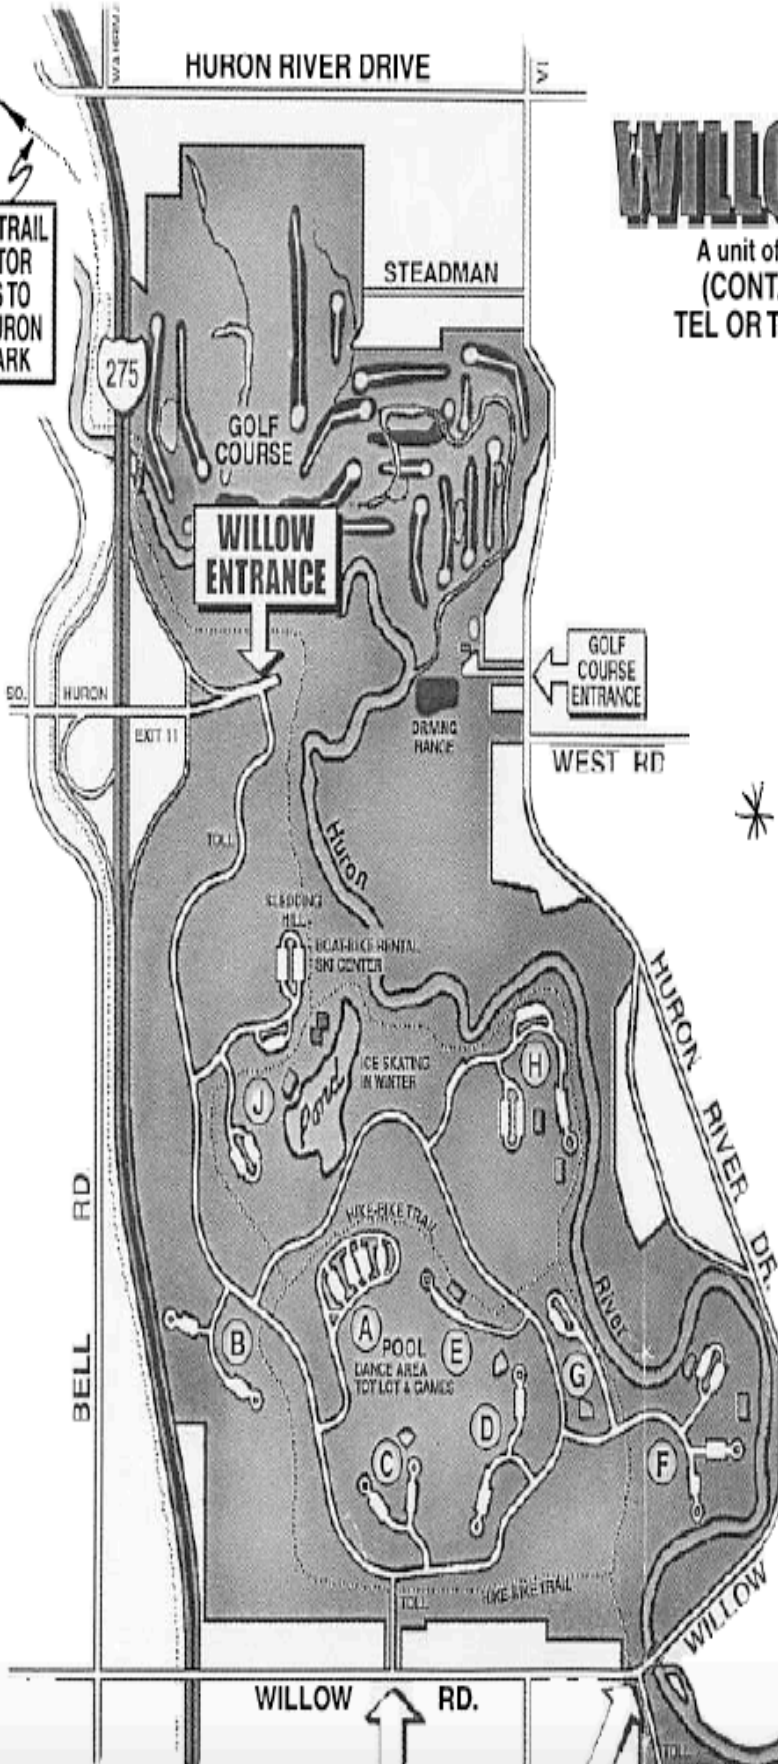 HURON RIVER DRIVE
WILLO
A unit of
(CONT
TEL OR T
TRAIL
TOR
TO
URON
ARK
STEADMAN
275
GOLF
COURSE
WILLOW
ENTRANCE
GOLF
COURSE
ENTRANCE
SO. HURON
EXIT 11
DRIVING
RANGE
WEST RD
TOLL
Huron
SLEDDING
HILL
BOAT-BIKE RENTAL
SKI CENTER
HURON RIVER DR.
ICE SKATING
IN WINTER
Pond
H
J
HIKE-BIKE TRAIL
BELL RD.
River
B
A
POOL
DANCE AREA
TOT LOT & GAMES
E
G
D
C
F
HIKE-BIKE TRAIL
TOLL
WILLOW
WILLOW RD.
TOLL